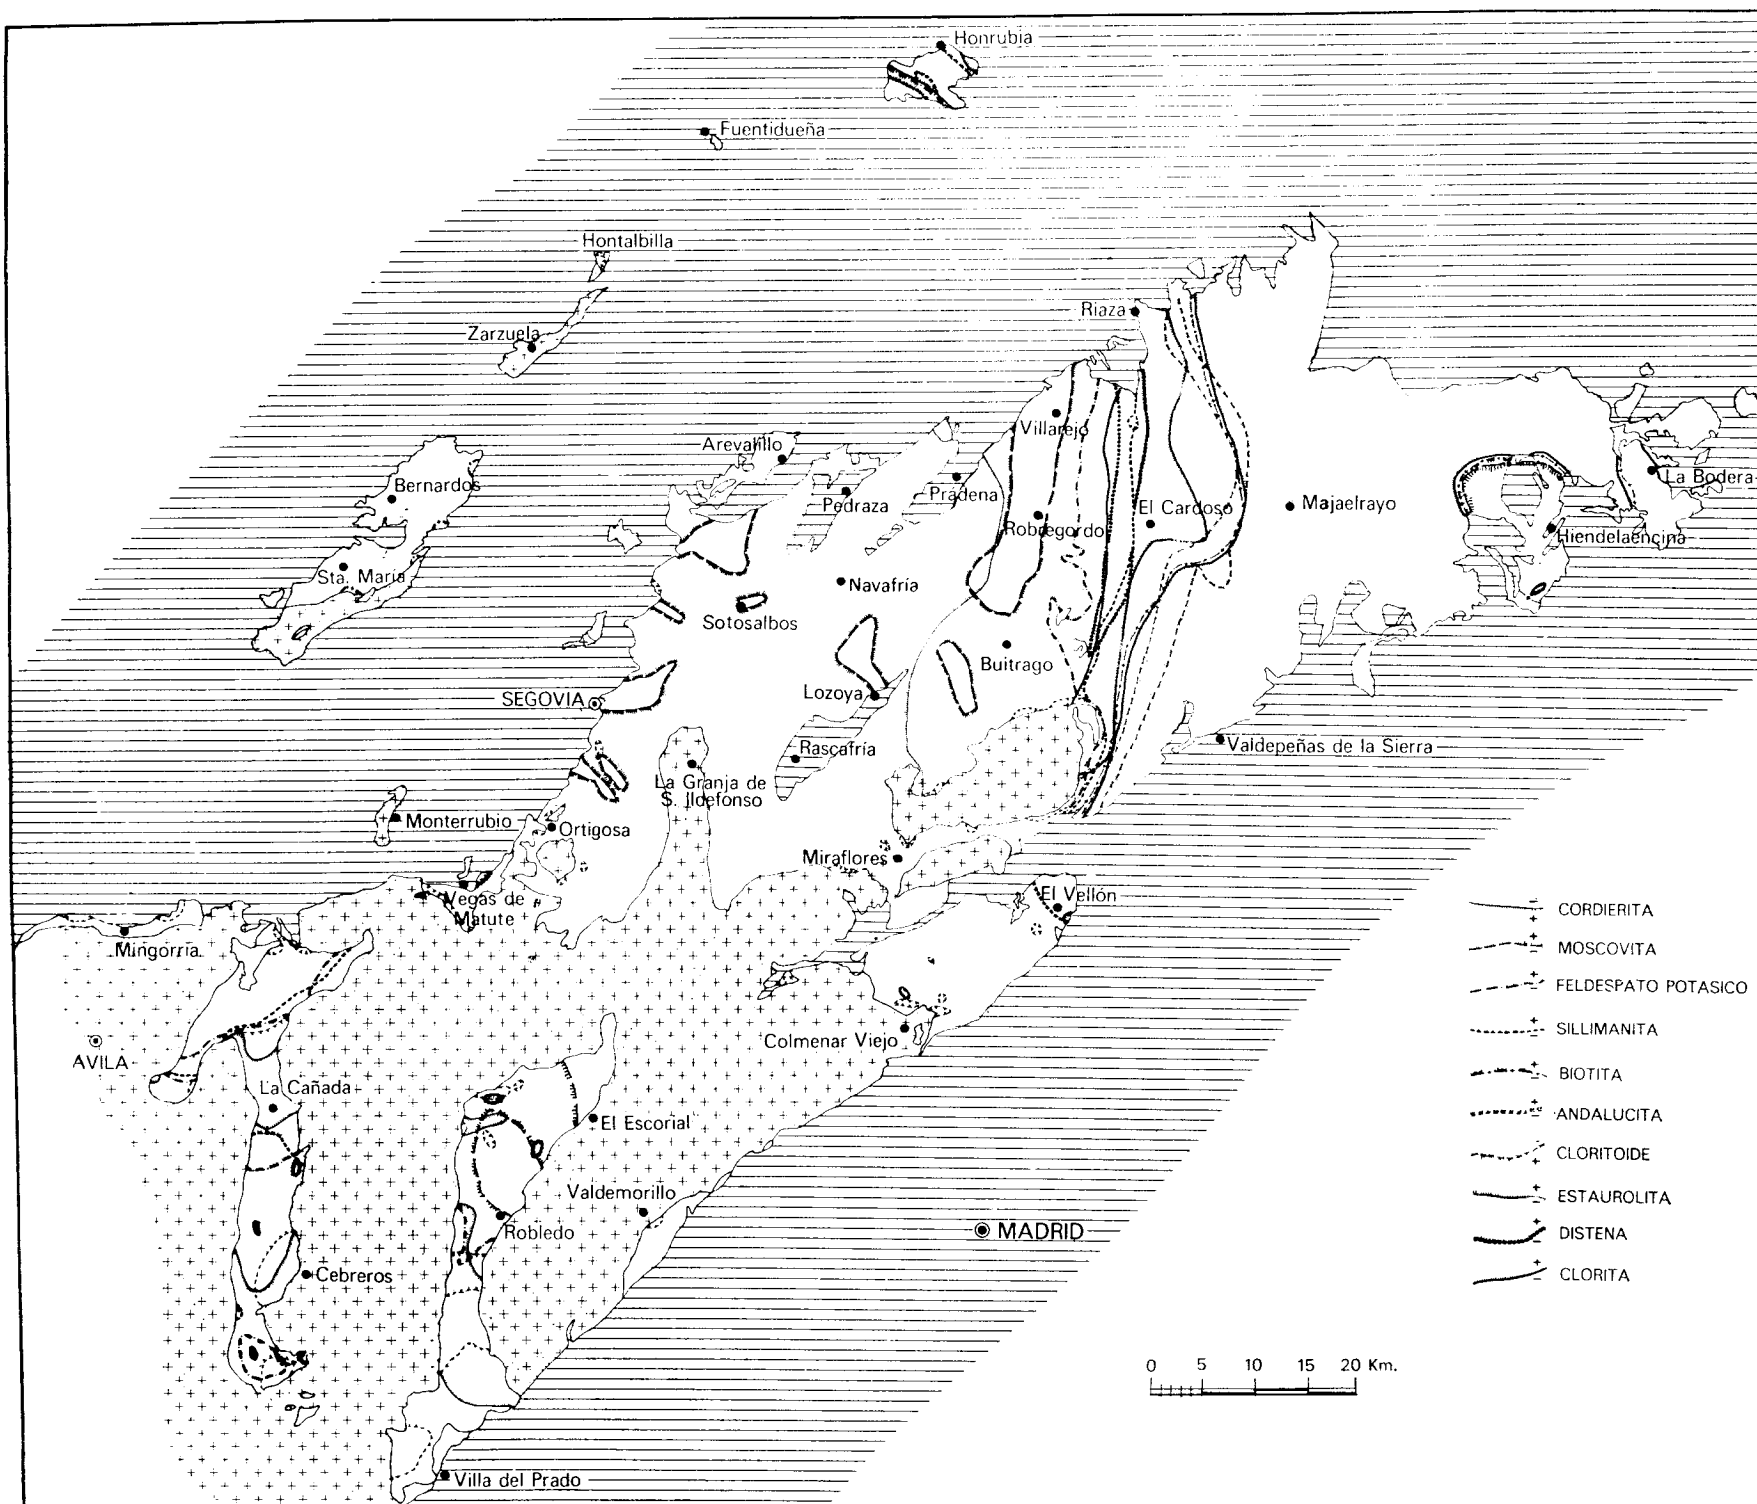 Honrubia
Fuentidueña
Hontalbilla
Riaza
Zarzuela
Villarejo
Arevalillo
Bernardos
Pedraza
Pradena
La Bodera
El Cardoso
Majaelrayo
Robregordo
Hiendelaencina
Sta. María
Navafría
Sotosalbos
Buitrago
SEGOVIA
Lozoya
Rascafría
Valdepeñas de la Sierra
La Granja de
S. Ildefonso
Monterrubio
Ortigosa
Miraflores
El Vellón
Vegas de
Matute
Mingorría
CORDIERITA
MOSCOVITA
FELDESPATO POTASICO
SILLIMANITA
BIOTITA
ANDALUCITA
CLORITOIDE
ESTAUROLITA
DISTENA
CLORITA
Colmenar Viejo
AVILA
La Cañada
El Escorial
Valdemorillo
Robledo
MADRID
Cebreros
0 5 10 15 20 Km.
Villa del Prado